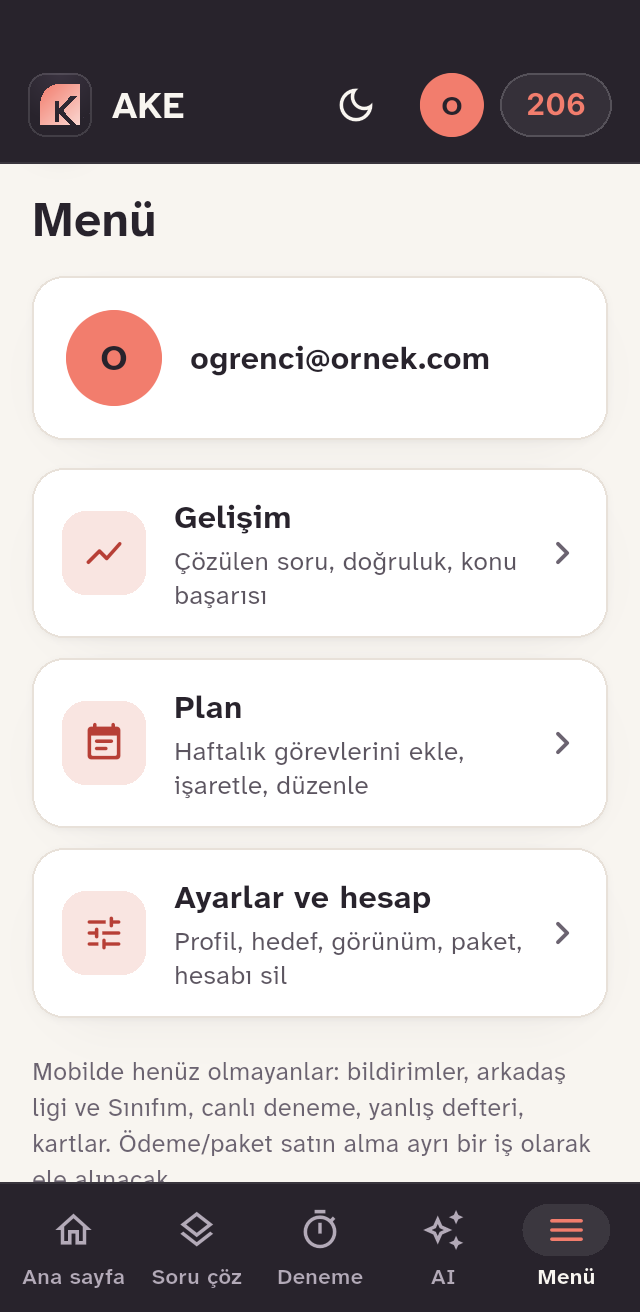 AKE
O
206
Menü
O
ogrenci@ornek.com
Gelişim
Çözülen soru, doğruluk, konu
başarısı
Plan
Haftalık görevlerini ekle,
işaretle, düzenle
Ayarlar ve hesap
Profil, hedef, görünüm, paket,
hesabı sil
Mobilde henüz olmayanlar: bildirimler, arkadaş
ligi ve Sınıfım, canlı deneme, yanlış defteri,
kartlar. Ödeme/paket satın alma ayrı bir iş olarak
ele alınacak
Ana sayfa
Soru çöz
Deneme
AI
Menü